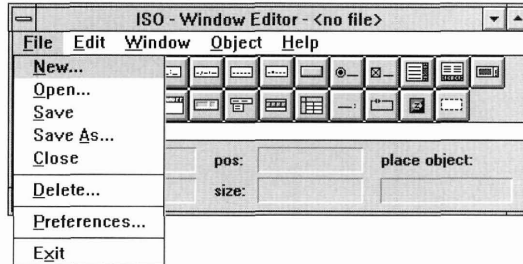 ISO - Window Editor - <no file>
File Edit Window Object Help
New...
Open...
Save
Save As...
Close
pos:
place object:
size:
Delete...
Preferences...
Exit